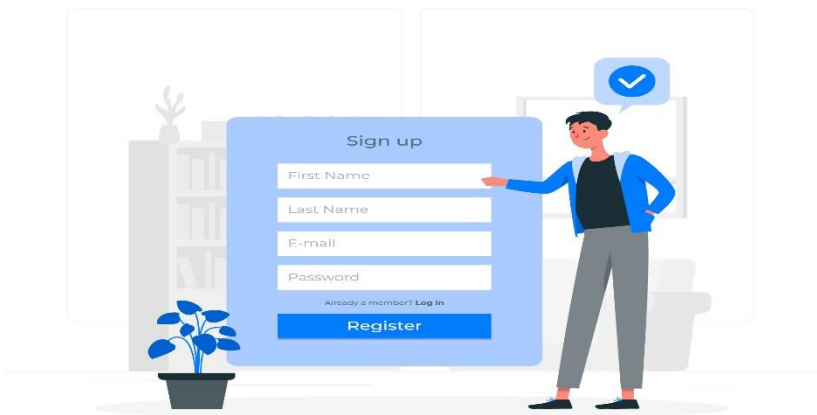 Sign up
First Name
Last Name
E-mail
Password
Already a member? Log in
Register